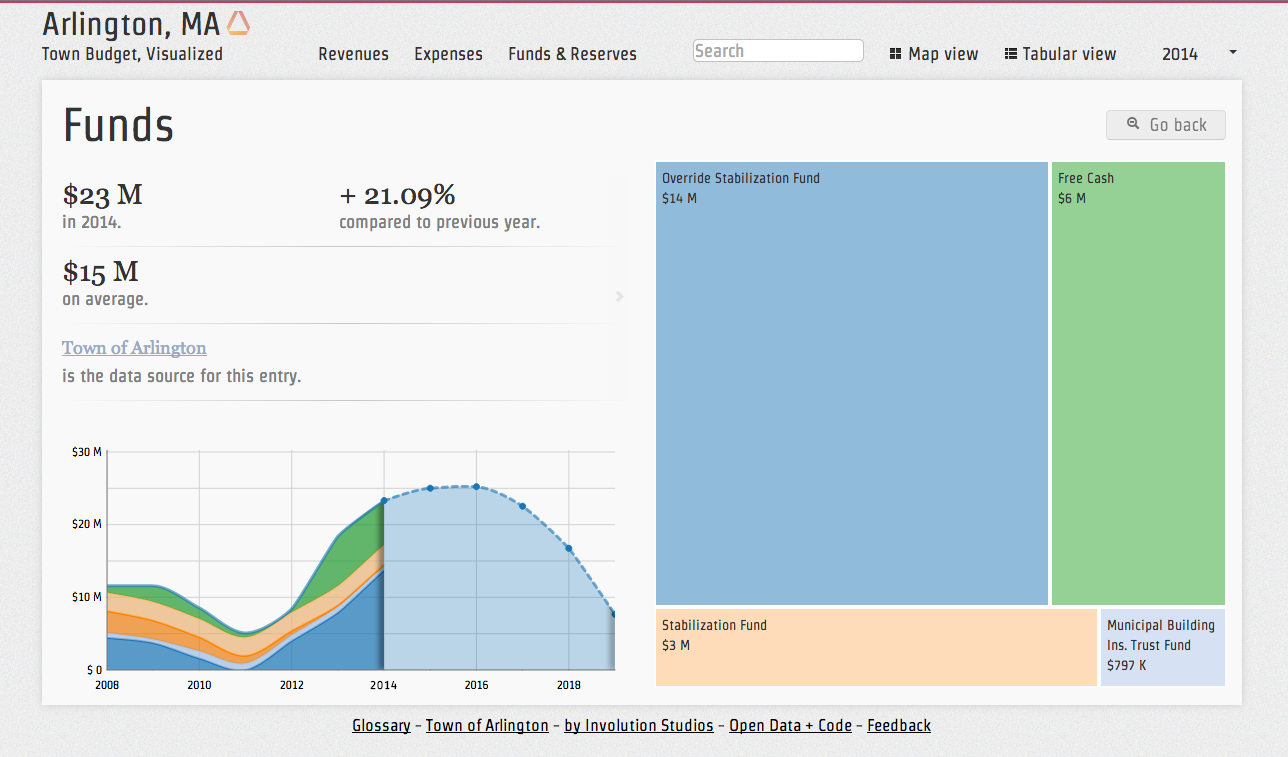 Arlington, MA
Town Budget, Visualized
Revenues Expenses Funds & Reserves
Search
Map view Tabular view 2014
Funds
Go back
$23 M
in 2014.
+ 21.09%
compared to previous year.
$15 M
on average.
Town of Arlington
is the data source for this entry.
$30 M
$20 M
$10 M
$ 0
2008 2010 2012 2014 2016 2018
Override Stabilization Fund
$14 M
Free Cash
$6 M
Stabilization Fund
$3 M
Municipal Building
Ins. Trust Fund
$797 K
Glossary - Town of Arlington - by Involution Studios - Open Data + Code - Feedback